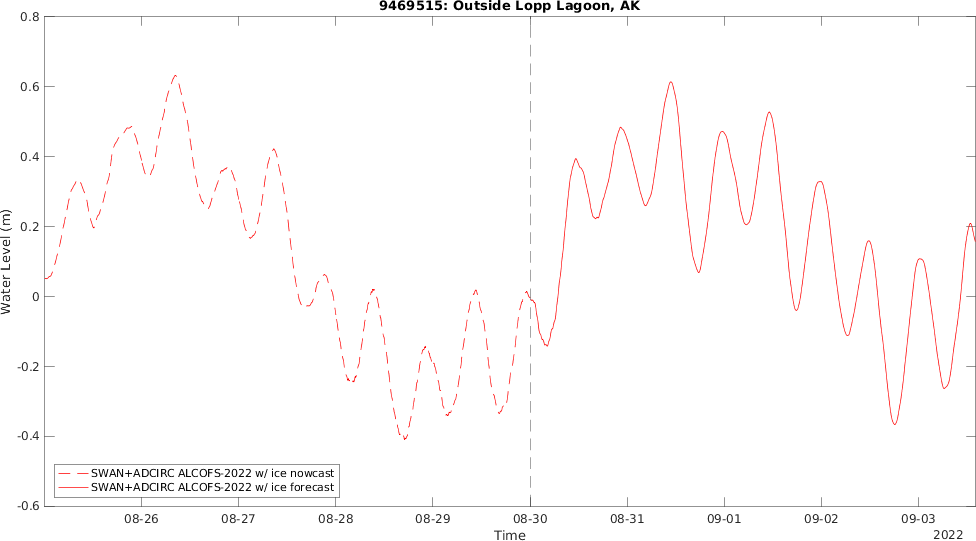 9469515: Outside Lopp Lagoon, AK
0.8
0.6
0.4
0.2
0
-0.2
-0.4
-0.6
Water Level (m)
SWAN+ADCIRC ALCOFS-2022 w/ ice nowcast
SWAN+ADCIRC ALCOFS-2022 w/ ice forecast
08-26 08-27 08-28 08-29 08-30 08-31 09-01 09-02 09-03
Time
2022